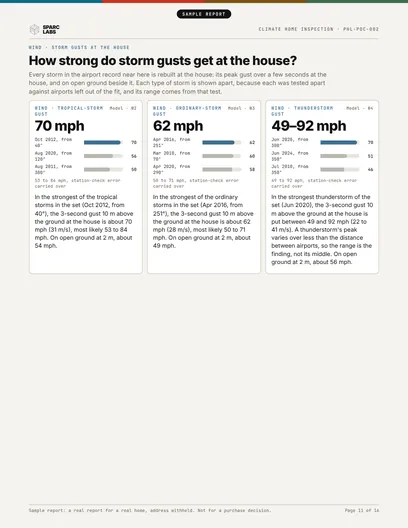 SAMPLE REPORT
SPARC
LABS
CLIMATE HOME INSPECTION · PHL-POC-002
WIND · STORM GUSTS AT THE HOUSE
How strong do storm gusts get at the house?
Every storm in the airport record near here is rebuilt at the house: its peak gust over a few seconds at the
house, and on open ground beside it. Each type of storm is shown apart, because each was tested apart
against airports left out of the fit, and its range comes from that test.
WIND · TROPICAL-STORM GUST
Model ·
70 mph
Oct 2012, from 40° 70
Aug 2020, from 120° 56
Aug 2011, from 50
53 to 84 mph, station-check error
carried over
In the strongest of the tropical
storms in the set (Oct 2012, from
40°), the 3-second gust 10 m above
the ground at the house is about 70
mph (31 m/s), most likely 53 to 84
mph. On open ground at 2 m, about
54 mph.
WIND · ORDINARY-STORM GUST
Model ·
62 mph
Apr 2016, from 251° 62
Mar 2018, from 60
Apr 2020, from 58
50 to 71 mph, station-check error
carried over
In the strongest of the ordinary
storms in the set (Apr 2016, from
251°), the 3-second gust 10 m above
the ground at the house is about 62
mph (28 m/s), most likely 50 to 71
mph. On open ground at 2 m, about
49 mph.
WIND · THUNDERSTORM GUST
Model ·
49–92 mph
Jun 2020, from 70
Jun 2024, from 51
Jul 2018, from 46
49 to 92 mph, station-check error
carried over
In the strongest thunderstorm of the
set (Jun 2020), the 3-second gust 10
m above the ground at the house is
put between 49 and 92 mph (22 to
41 m/s). A thunderstorm's peak
varies over less than the distance
between airports, so the range is the
finding, not its middle. On open
ground at 2 m, about 56 mph.
Sample report: a real report for a real home, address withheld. Not for a purchase decision.
Page 11 of 16